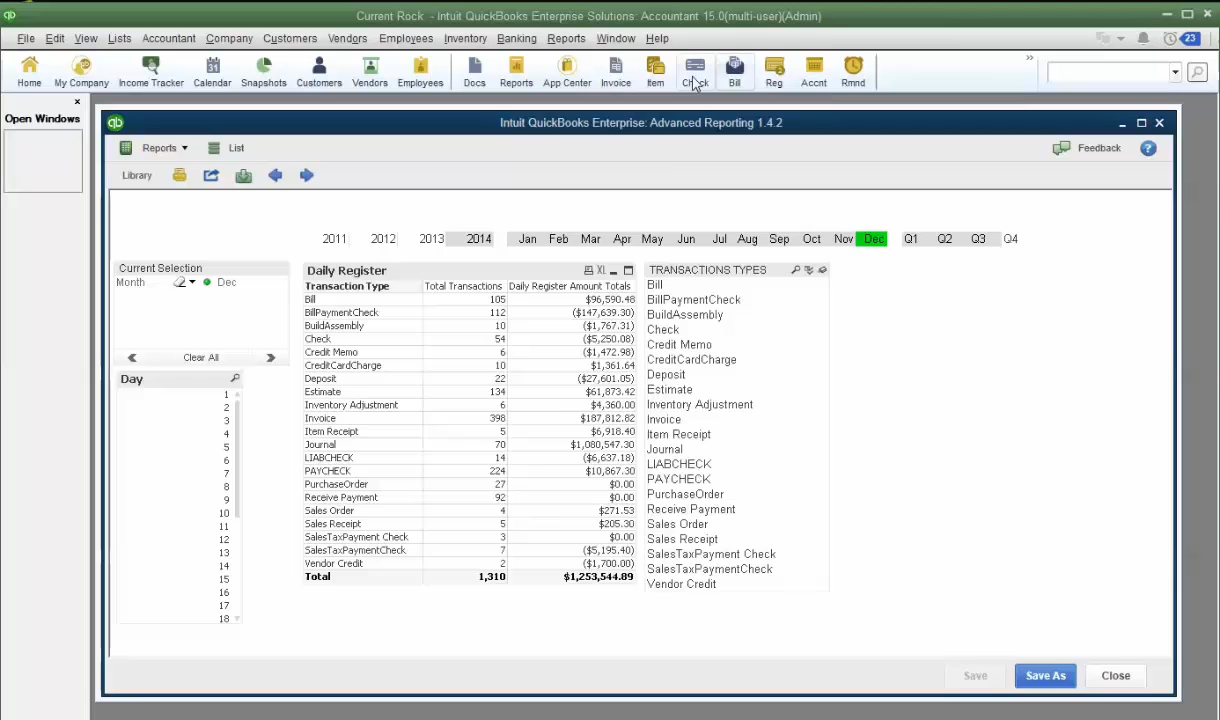 Current Rock - Intuit QuickBooks Enterprise Solutions: Accountant 15.0(multi-user)(Admin)
File Edit View Lists Accountant Company Customers Vendors Employees Inventory Banking Reports Window Help 23
Home My Company Income Tracker Calendar Snapshots Customers Vendors Employees Docs Reports App Center Invoice Item Check Bill Reg Accnt Rmnd
Open Windows
qb Intuit QuickBooks Enterprise: Advanced Reporting 1.4.2
Reports List Feedback
Library
2011 2012 2013 2014 Jan Feb Mar Apr May Jun Jul Aug Sep Oct Nov Dec Q1 Q2 Q3 Q4
Current Selection
Month Dec
Clear All
Day
1
2
3
4
5
6
7
8
9
10
11
12
13
14
15
16
17
18
Daily Register XL
Transaction Type Total Transactions Daily Register Amount Totals
Bill 105 $96,590.48
BillPaymentCheck 112 ($147,639.30)
BuildAssembly 10 ($1,767.31)
Check 54 ($5,250.08)
Credit Memo 6 ($1,472.98)
CreditCardCharge 10 $1,361.64
Deposit 22 ($27,601.05)
Estimate 134 $61,873.42
Inventory Adjustment 6 $4,360.00
Invoice 398 $187,812.82
Item Receipt 5 $6,918.40
Journal 70 $1,080,547.30
LIABCHECK 14 ($6,637.18)
PAYCHECK 224 $10,867.30
PurchaseOrder 27 $0.00
Receive Payment 92 $0.00
Sales Order 4 $271.53
Sales Receipt 5 $205.30
SalesTaxPayment Check 3 $0.00
SalesTaxPaymentCheck 7 ($5,195.40)
Vendor Credit 2 ($1,700.00)
Total 1,310 $1,253,544.89
TRANSACTIONS TYPES
Bill
BillPaymentCheck
BuildAssembly
Check
Credit Memo
CreditCardCharge
Deposit
Estimate
Inventory Adjustment
Invoice
Item Receipt
Journal
LIABCHECK
PAYCHECK
PurchaseOrder
Receive Payment
Sales Order
Sales Receipt
SalesTaxPayment Check
SalesTaxPaymentCheck
Vendor Credit
Save Save As Close